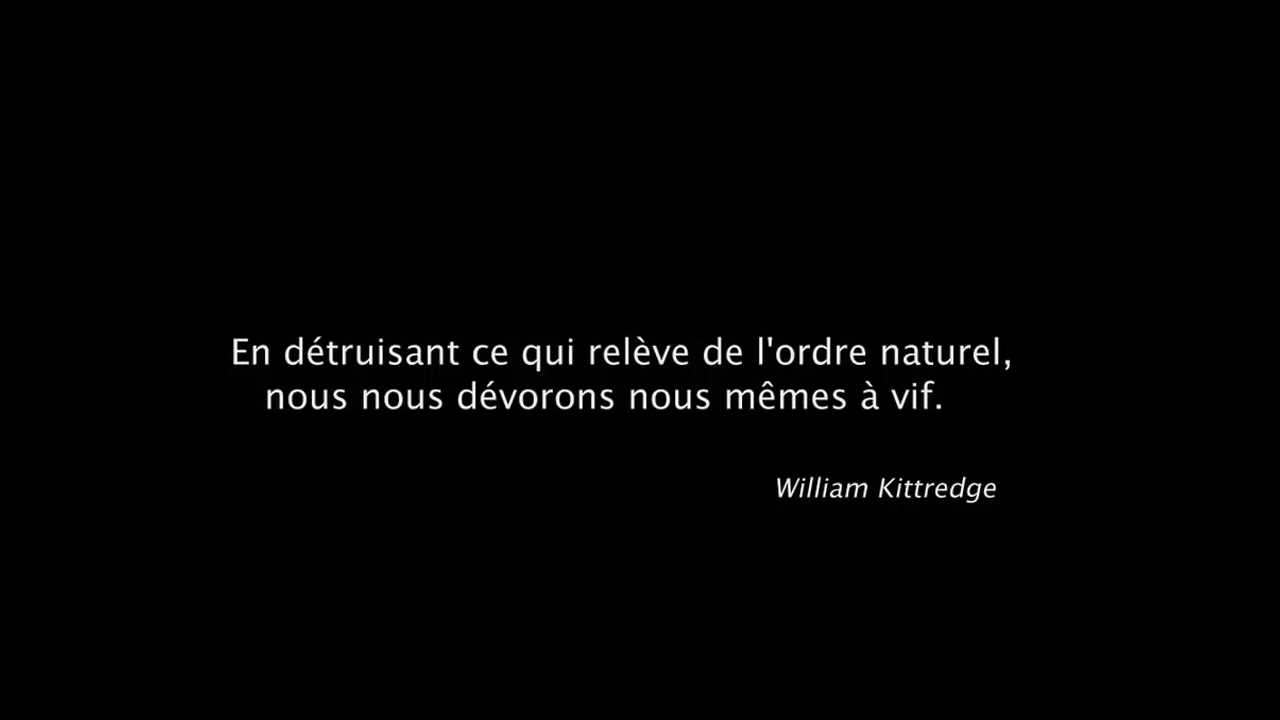 En détruisant ce qui relève de l'ordre naturel,
nous nous dévorons nous mêmes à vif.
William Kittredge